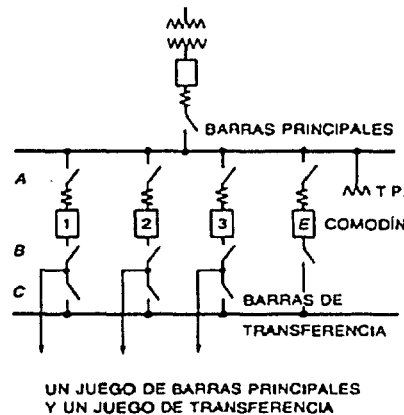 BARRAS PRINCIPALES
A
T P.
1
2
3
E
COMODÍN
B
C
BARRAS DE
TRANSFERENCIA
UN JUEGO DE BARRAS PRINCIPALES
Y UN JUEGO DE TRANSFERENCIA